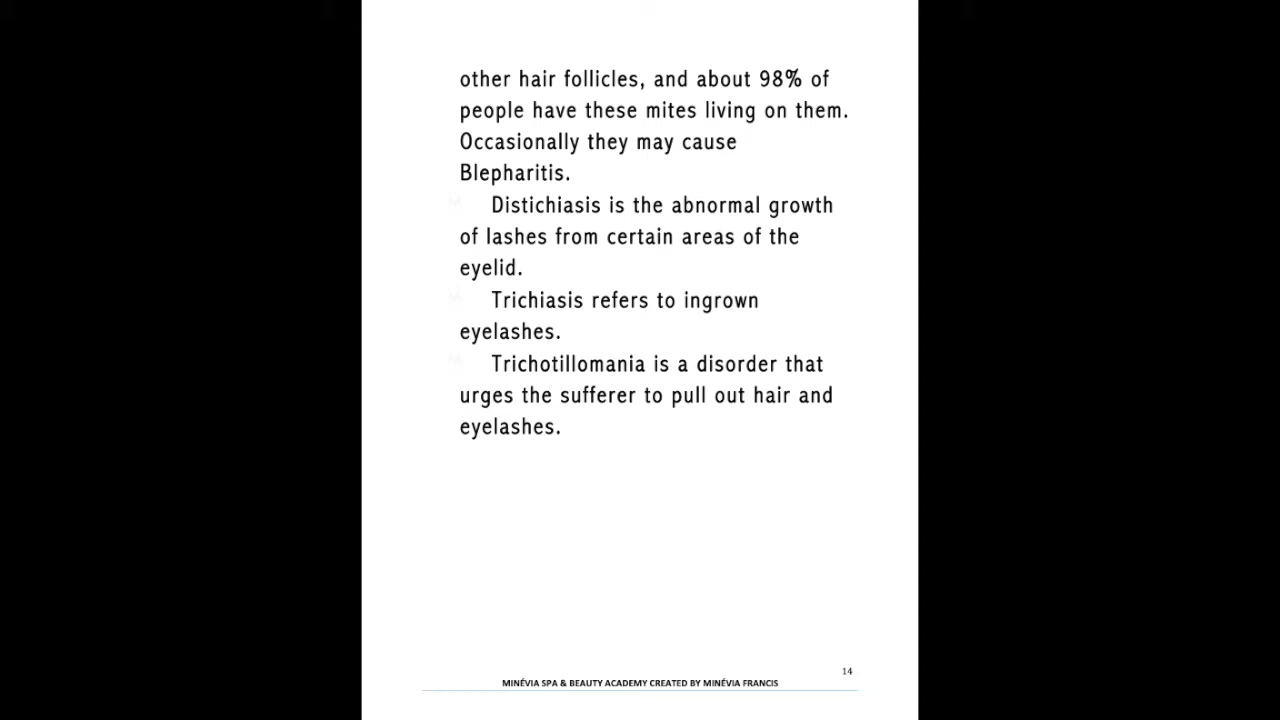 other hair follicles, and about 98% of
people have these mites living on them.
Occasionally they may cause
Blepharitis.
Distichiasis is the abnormal growth
of lashes from certain areas of the
eyelid.
Trichiasis refers to ingrown
eyelashes.
Trichotillomania is a disorder that
urges the sufferer to pull out hair and
eyelashes.
14
MINÉVIA SPA & BEAUTY ACADEMY CREATED BY MINÉVIA FRANCIS